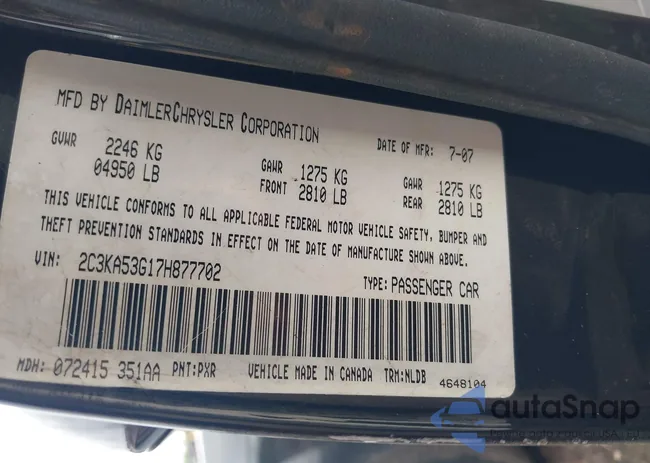 MFD BY DAIMLERCHRYSLER CORPORATION
DATE OF MFR: 7-07
GVWR 2246 KG
04950 LB
GAWR FRONT 1275 KG
2810 LB
GAWR REAR 1275 KG
2810 LB
THIS VEHICLE CONFORMS TO ALL APPLICABLE FEDERAL MOTOR VEHICLE SAFETY, BUMPER AND
THEFT PREVENTION STANDARDS IN EFFECT ON THE DATE OF MANUFACTURE SHOWN ABOVE.
VIN: 2C3KA53G17H877702
TYPE: PASSENGER CAR
MDH: 072415 351AA PNT:PXR VEHICLE MADE IN CANADA TRM:NLDB
4648104
autaSnap